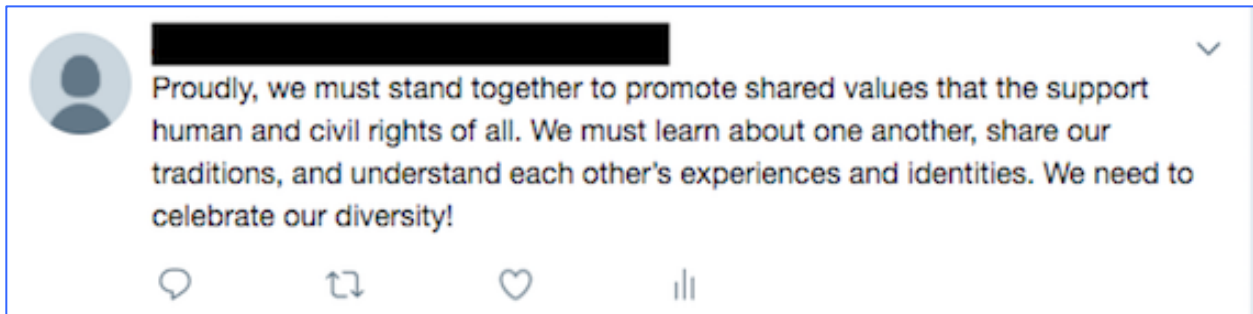 Proudly, we must stand together to promote shared values that the support
human and civil rights of all. We must learn about one another, share our
traditions, and understand each other's experiences and identities. We need to
celebrate our diversity!